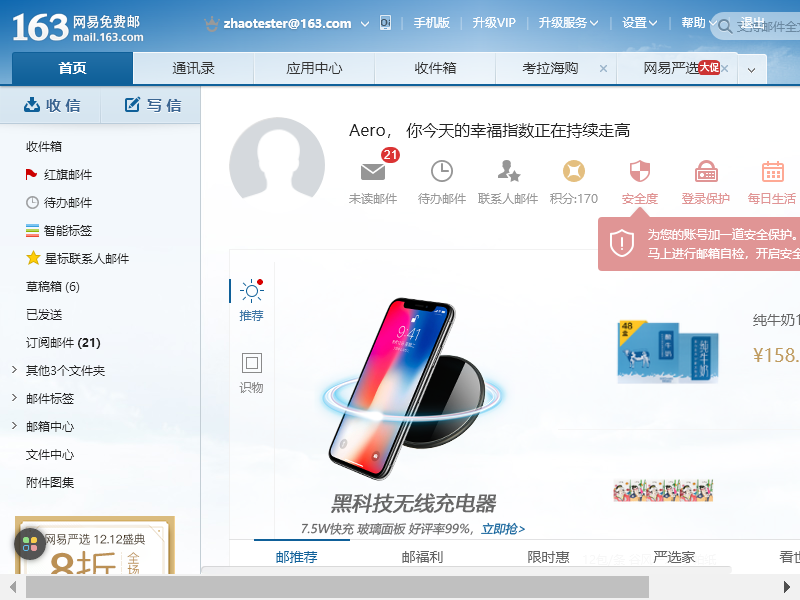 163 网易免费邮
mail.163.com
zhaotester@163.com
手机版
升级VIP
升级服务
设置
帮助
退出
支持邮件全文
首页
通讯录
应用中心
收件箱
考拉海购
网易严选
大促
收信
写信
收件箱
红旗邮件
待办邮件
智能标签
星标联系人邮件
草稿箱 (6)
已发送
订阅邮件 (21)
其他3个文件夹
邮件标签
邮箱中心
文件中心
附件图集
网易严选 12.12盛典
8折
全场
Aero， 你今天的幸福指数正在持续走高
21
未读邮件
待办邮件
联系人邮件
积分:170
安全度
登录保护
每日生活
为您的账号加一道安全保护。
马上进行邮箱自检，开启安全
推荐
识物
9:41
黑科技无线充电器
7.5W快充 玻璃面板 好评率99%，立即抢>
48盒
纯牛奶
纯牛奶1
¥158.
邮推荐
邮福利
限时惠
严选家
看世